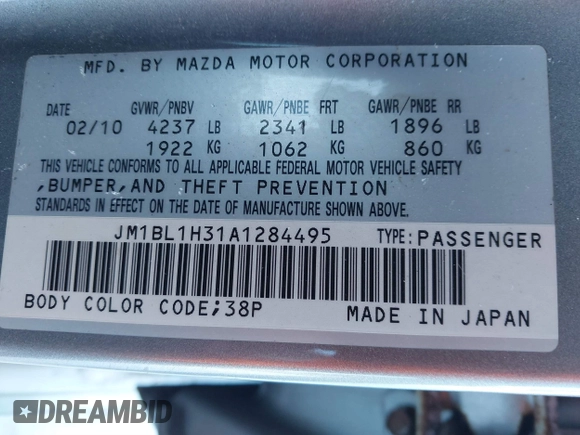 MFD. BY MAZDA MOTOR CORPORATION
DATE GVWR/PNBV GAWR/PNBE FRT GAWR/PNBE RR
02/10 4237 LB 2341 LB 1896 LB
1922 KG 1062 KG 860 KG
THIS VEHICLE CONFORMS TO ALL APPLICABLE FEDERAL MOTOR VEHICLE SAFETY
,BUMPER,AND THEFT PREVENTION
STANDARDS IN EFFECT ON THE DATE OF MANUFACTURE SHOWN ABOVE.
JM1BL1H31A1284495 TYPE:PASSENGER
BODY COLOR CODE;38P MADE IN JAPAN
DREAMBID